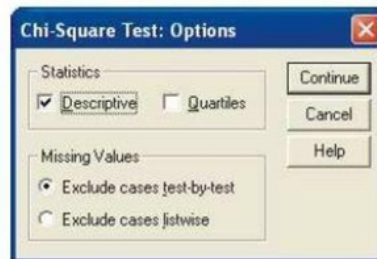 Chi-Square Test: Options
Statistics
Descriptive
Quartiles
Missing Values
Exclude cases test-by-test
Exclude cases listwise
Continue
Cancel
Help